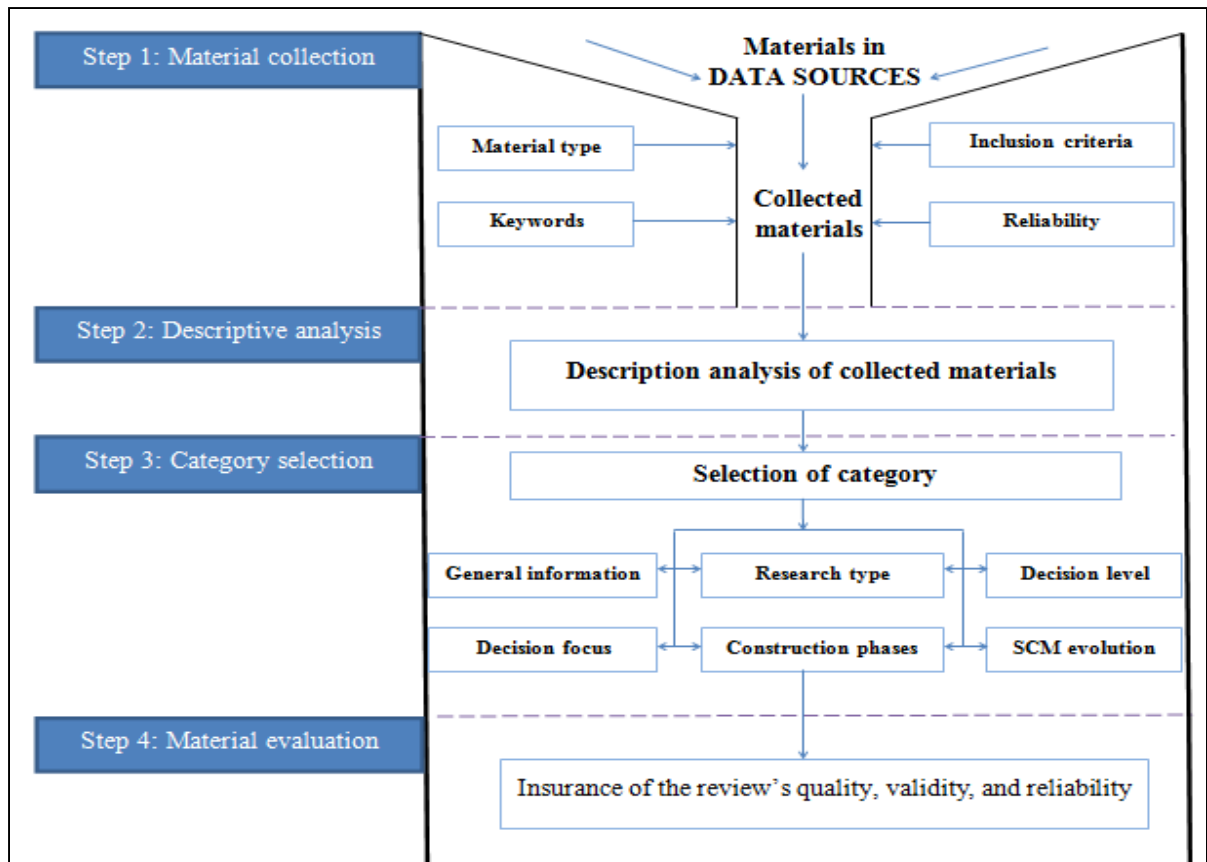 Step 1: Material collection
Materials in
DATA SOURCES
Material type
Inclusion criteria
Collected
materials
Keywords
Reliability
Step 2: Descriptive analysis
Description analysis of collected materials
Step 3: Category selection
Selection of category
General information
Research type
Decision level
Decision focus
Construction phases
SCM evolution
Step 4: Material evaluation
Insurance of the review’s quality, validity, and reliability